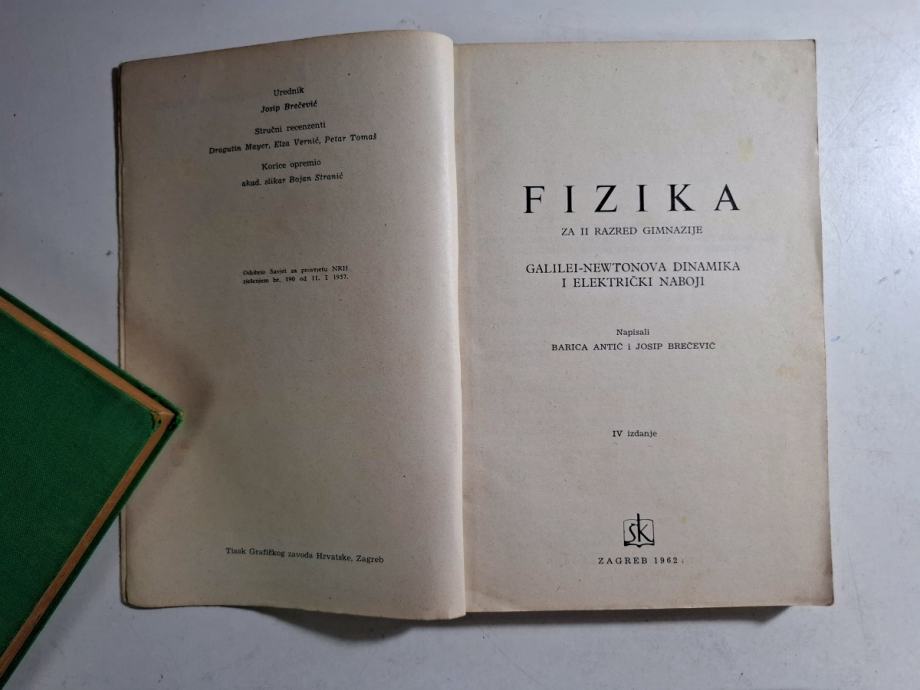 Urednik
Josip Brečević
Stručni recenzenti
Dragutin Mayer, Elza Vernić, Petar Tomaš
Korice opremio
akad. slikar Bojan Stranić
Odobrio Savjet za prosvjetu NRH
rješenjem br. 190 od 11. I 1957.
Tisak Grafičkog zavoda Hrvatske, Zagreb
FIZIKA
ZA II RAZRED GIMNAZIJE
GALILEI-NEWTONOVA DINAMIKA
I ELEKTRIČKI NABOJI
Napisali
BARICA ANTIĆ i JOSIP BREČEVIĆ
IV izdanje
ŠK
ZAGREB 1962